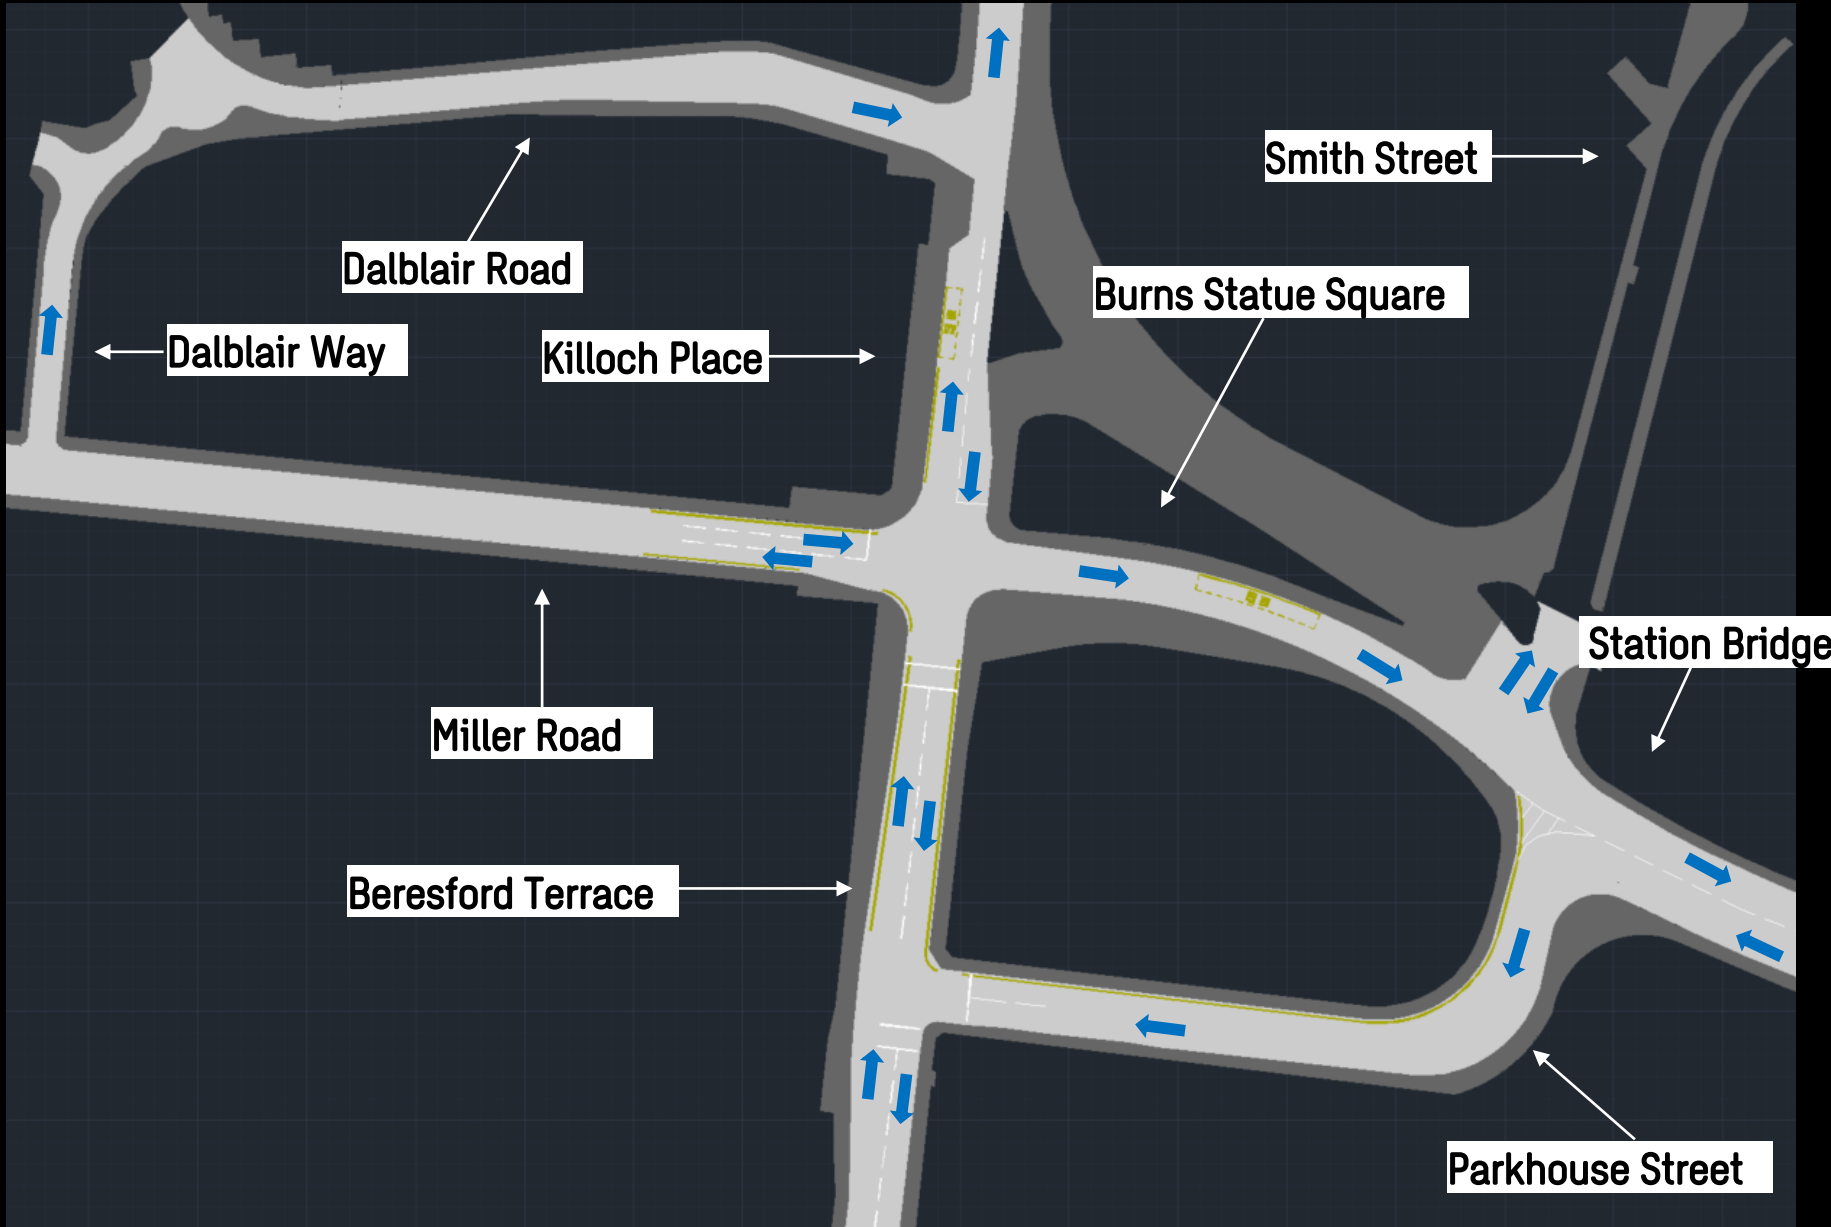 Smith Street
Dalblair Road
Burns Statue Square
Dalblair Way
Killoch Place
Station Bridge
Miller Road
Beresford Terrace
Parkhouse Street